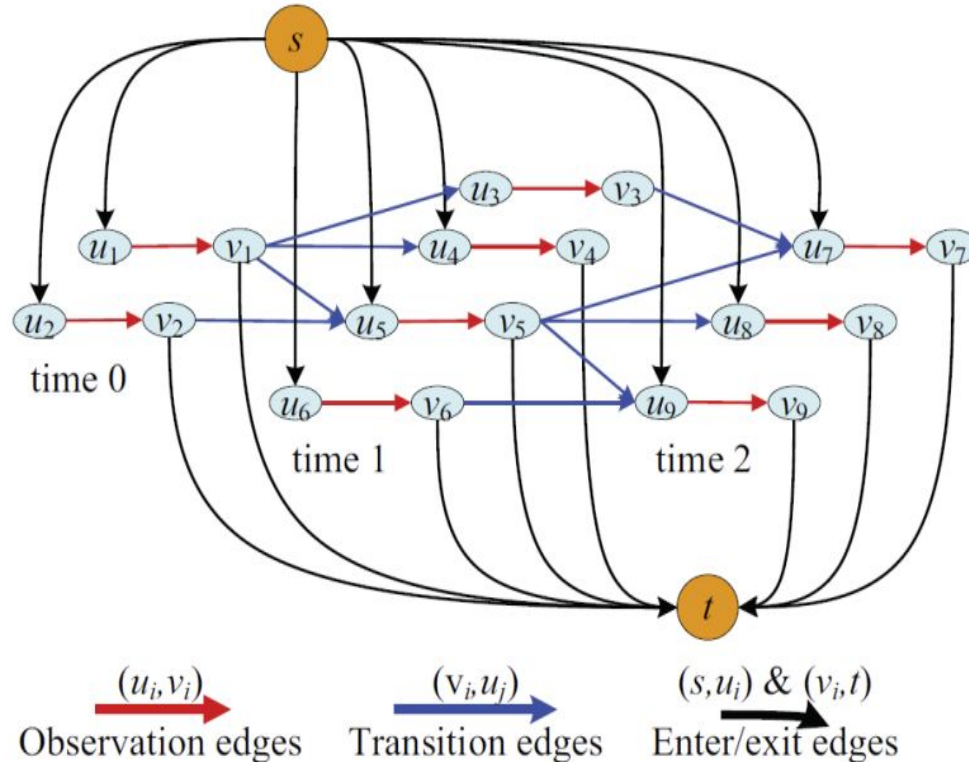 s
u3 v3
u1 v1 u4 v4 u7 v7
u2 v2 u5 v5 u8 v8
time 0
u6 v6 u9 v9
time 1 time 2
t
(ui,vi) (vi,uj) (s,ui) & (vi,t)
Observation edges Transition edges Enter/exit edges